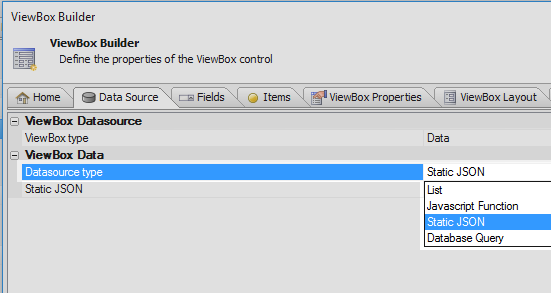 ViewBox Builder
ViewBox Builder
Define the properties of the ViewBox control
Home Data Source Fields Items ViewBox Properties ViewBox Layout
ViewBox Datasource
ViewBox type Data
ViewBox Data
Datasource type Static JSON
Static JSON
List
Javascript Function
Static JSON
Database Query